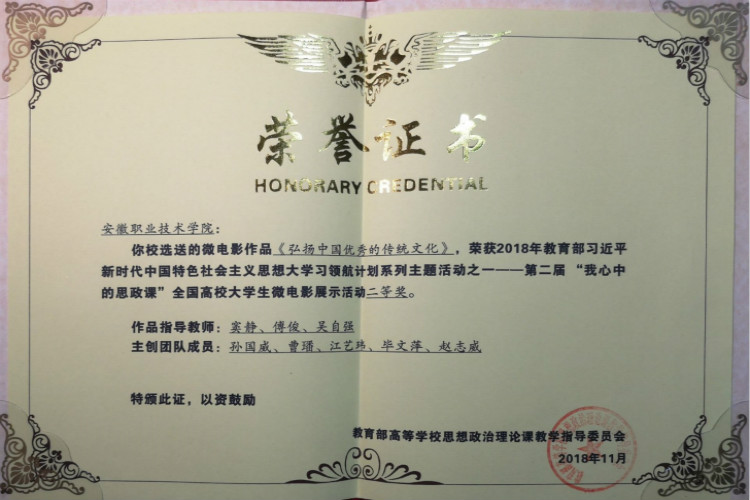 荣誉证书
HONORARY CREDENTIAL
安徽职业技术学院：
你校选送的微电影作品《弘扬中国优秀的传统文化》，荣获2018年教育部习近平
新时代中国特色社会主义思想大学习领航计划系列主题活动之一——第二届“我心中
的思政课”全国高校大学生微电影展示活动二等奖。
作品指导教师：窦静、傅俊、吴自强
主创团队成员：孙国威、曹璠、江艺玮、毕文萍、赵志威
特颁此证，以资鼓励
教育部高等学校思想政治理论课教学指导委员会
2018年11月